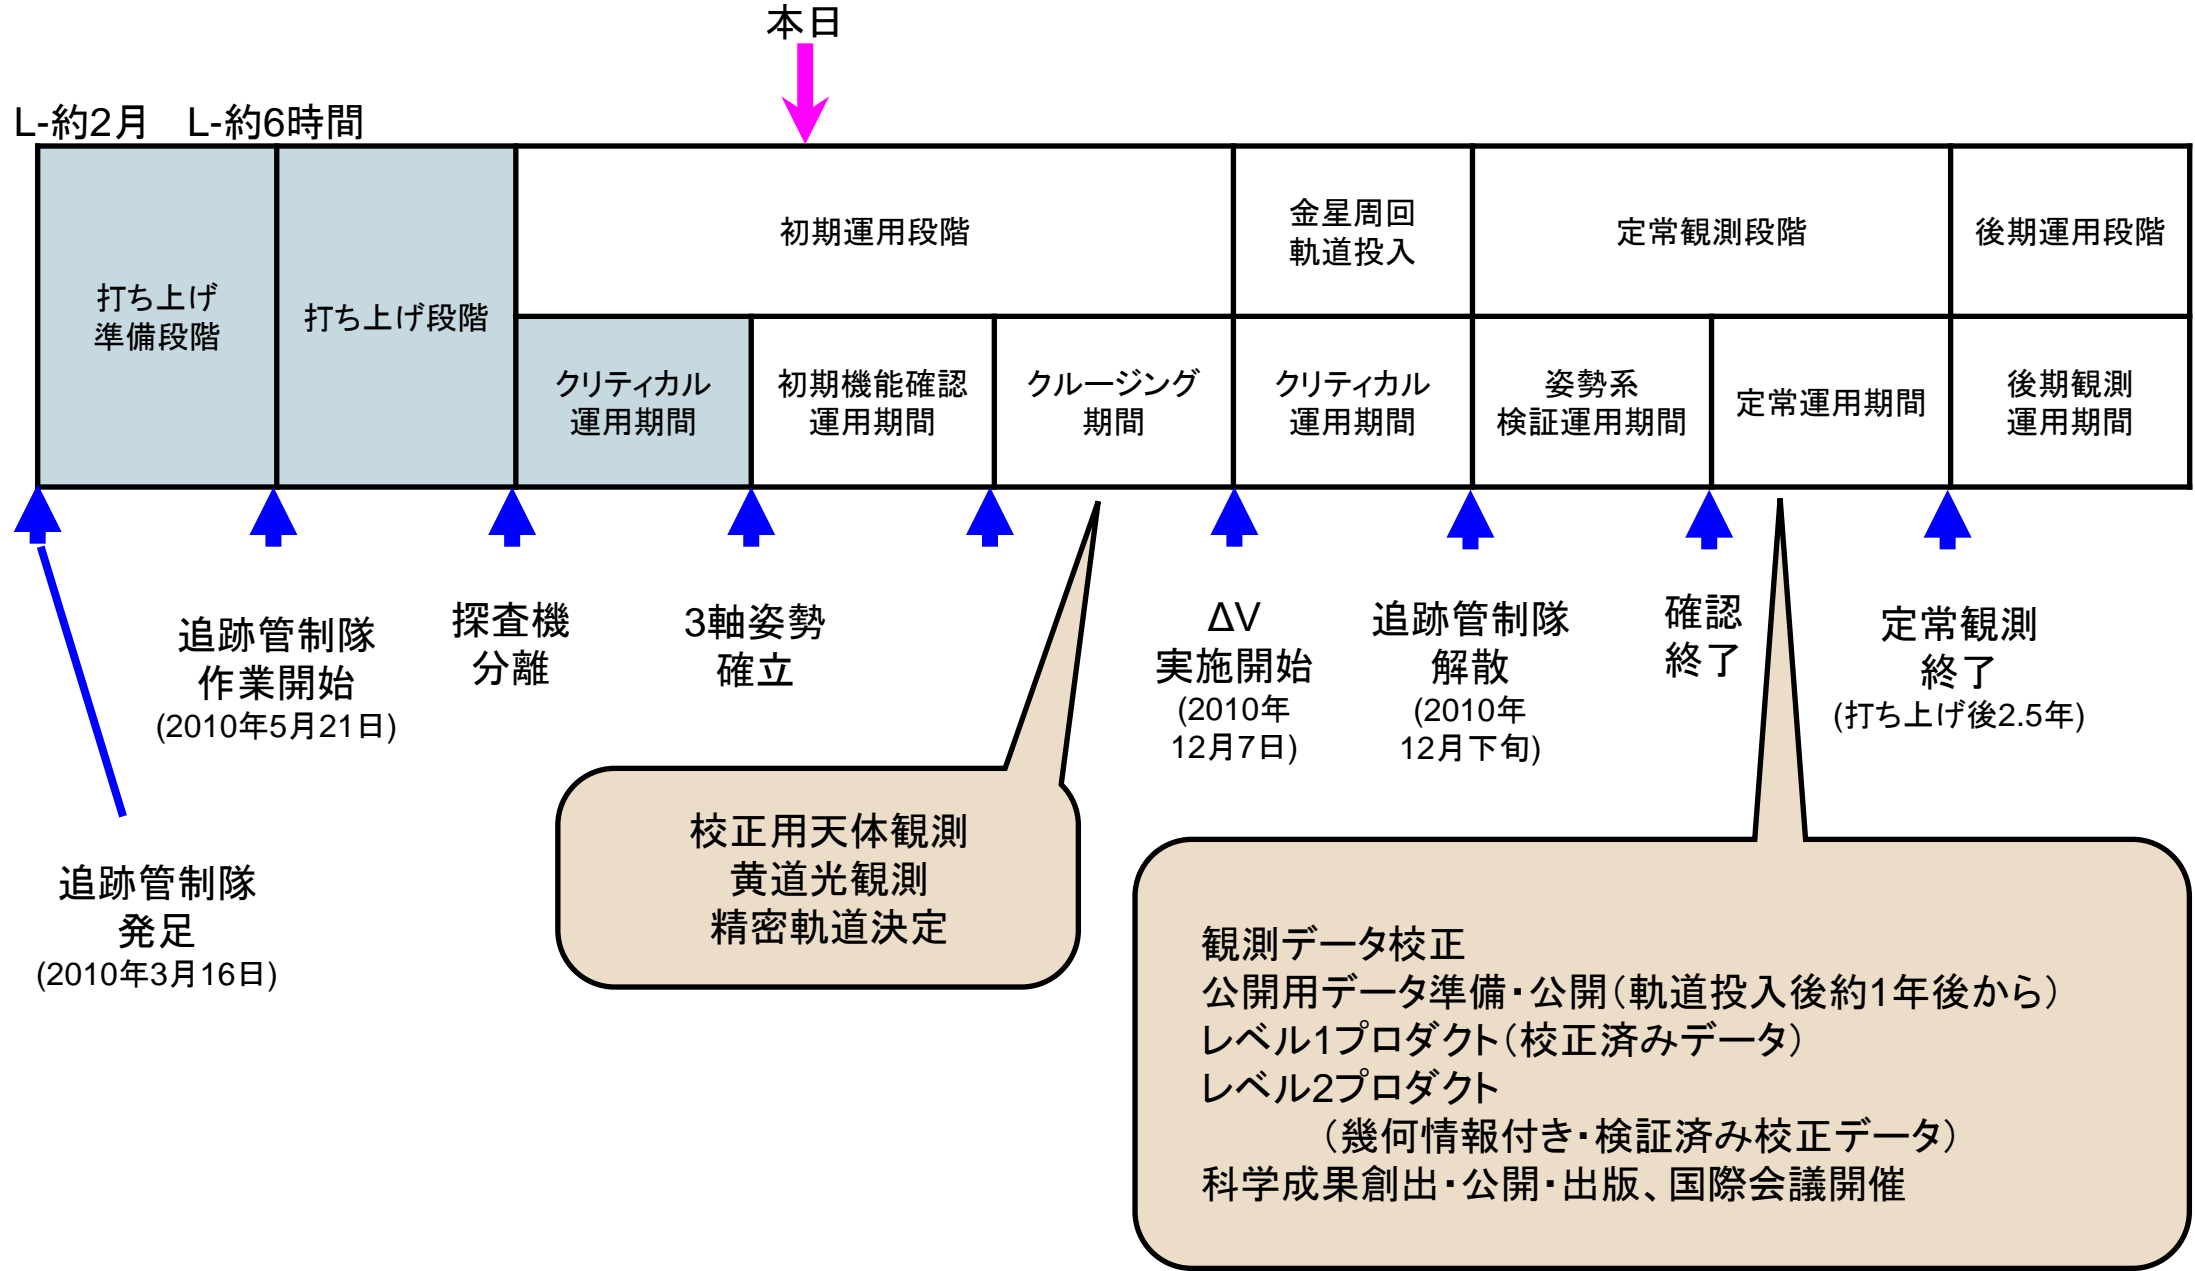 本日
L-約2月 L-約6時間
打ち上げ
準備段階
打ち上げ段階
初期運用段階
金星周回
軌道投入
定常観測段階
後期運用段階
クリティカル
運用期間
初期機能確認
運用期間
クルージング
期間
クリティカル
運用期間
姿勢系
検証運用期間
定常運用期間
後期観測
運用期間
追跡管制隊
発足
(2010年3月16日)
追跡管制隊
作業開始
(2010年5月21日)
探査機
分離
3軸姿勢
確立
ΔV
実施開始
(2010年
12月7日)
追跡管制隊
解散
(2010年
12月下旬)
確認
終了
定常観測
終了
(打ち上げ後2.5年)
校正用天体観測
黄道光観測
精密軌道決定
観測データ校正
公開用データ準備・公開（軌道投入後約1年後から）
レベル1プロダクト（校正済みデータ）
レベル2プロダクト
（幾何情報付き・検証済み校正データ）
科学成果創出・公開・出版、国際会議開催